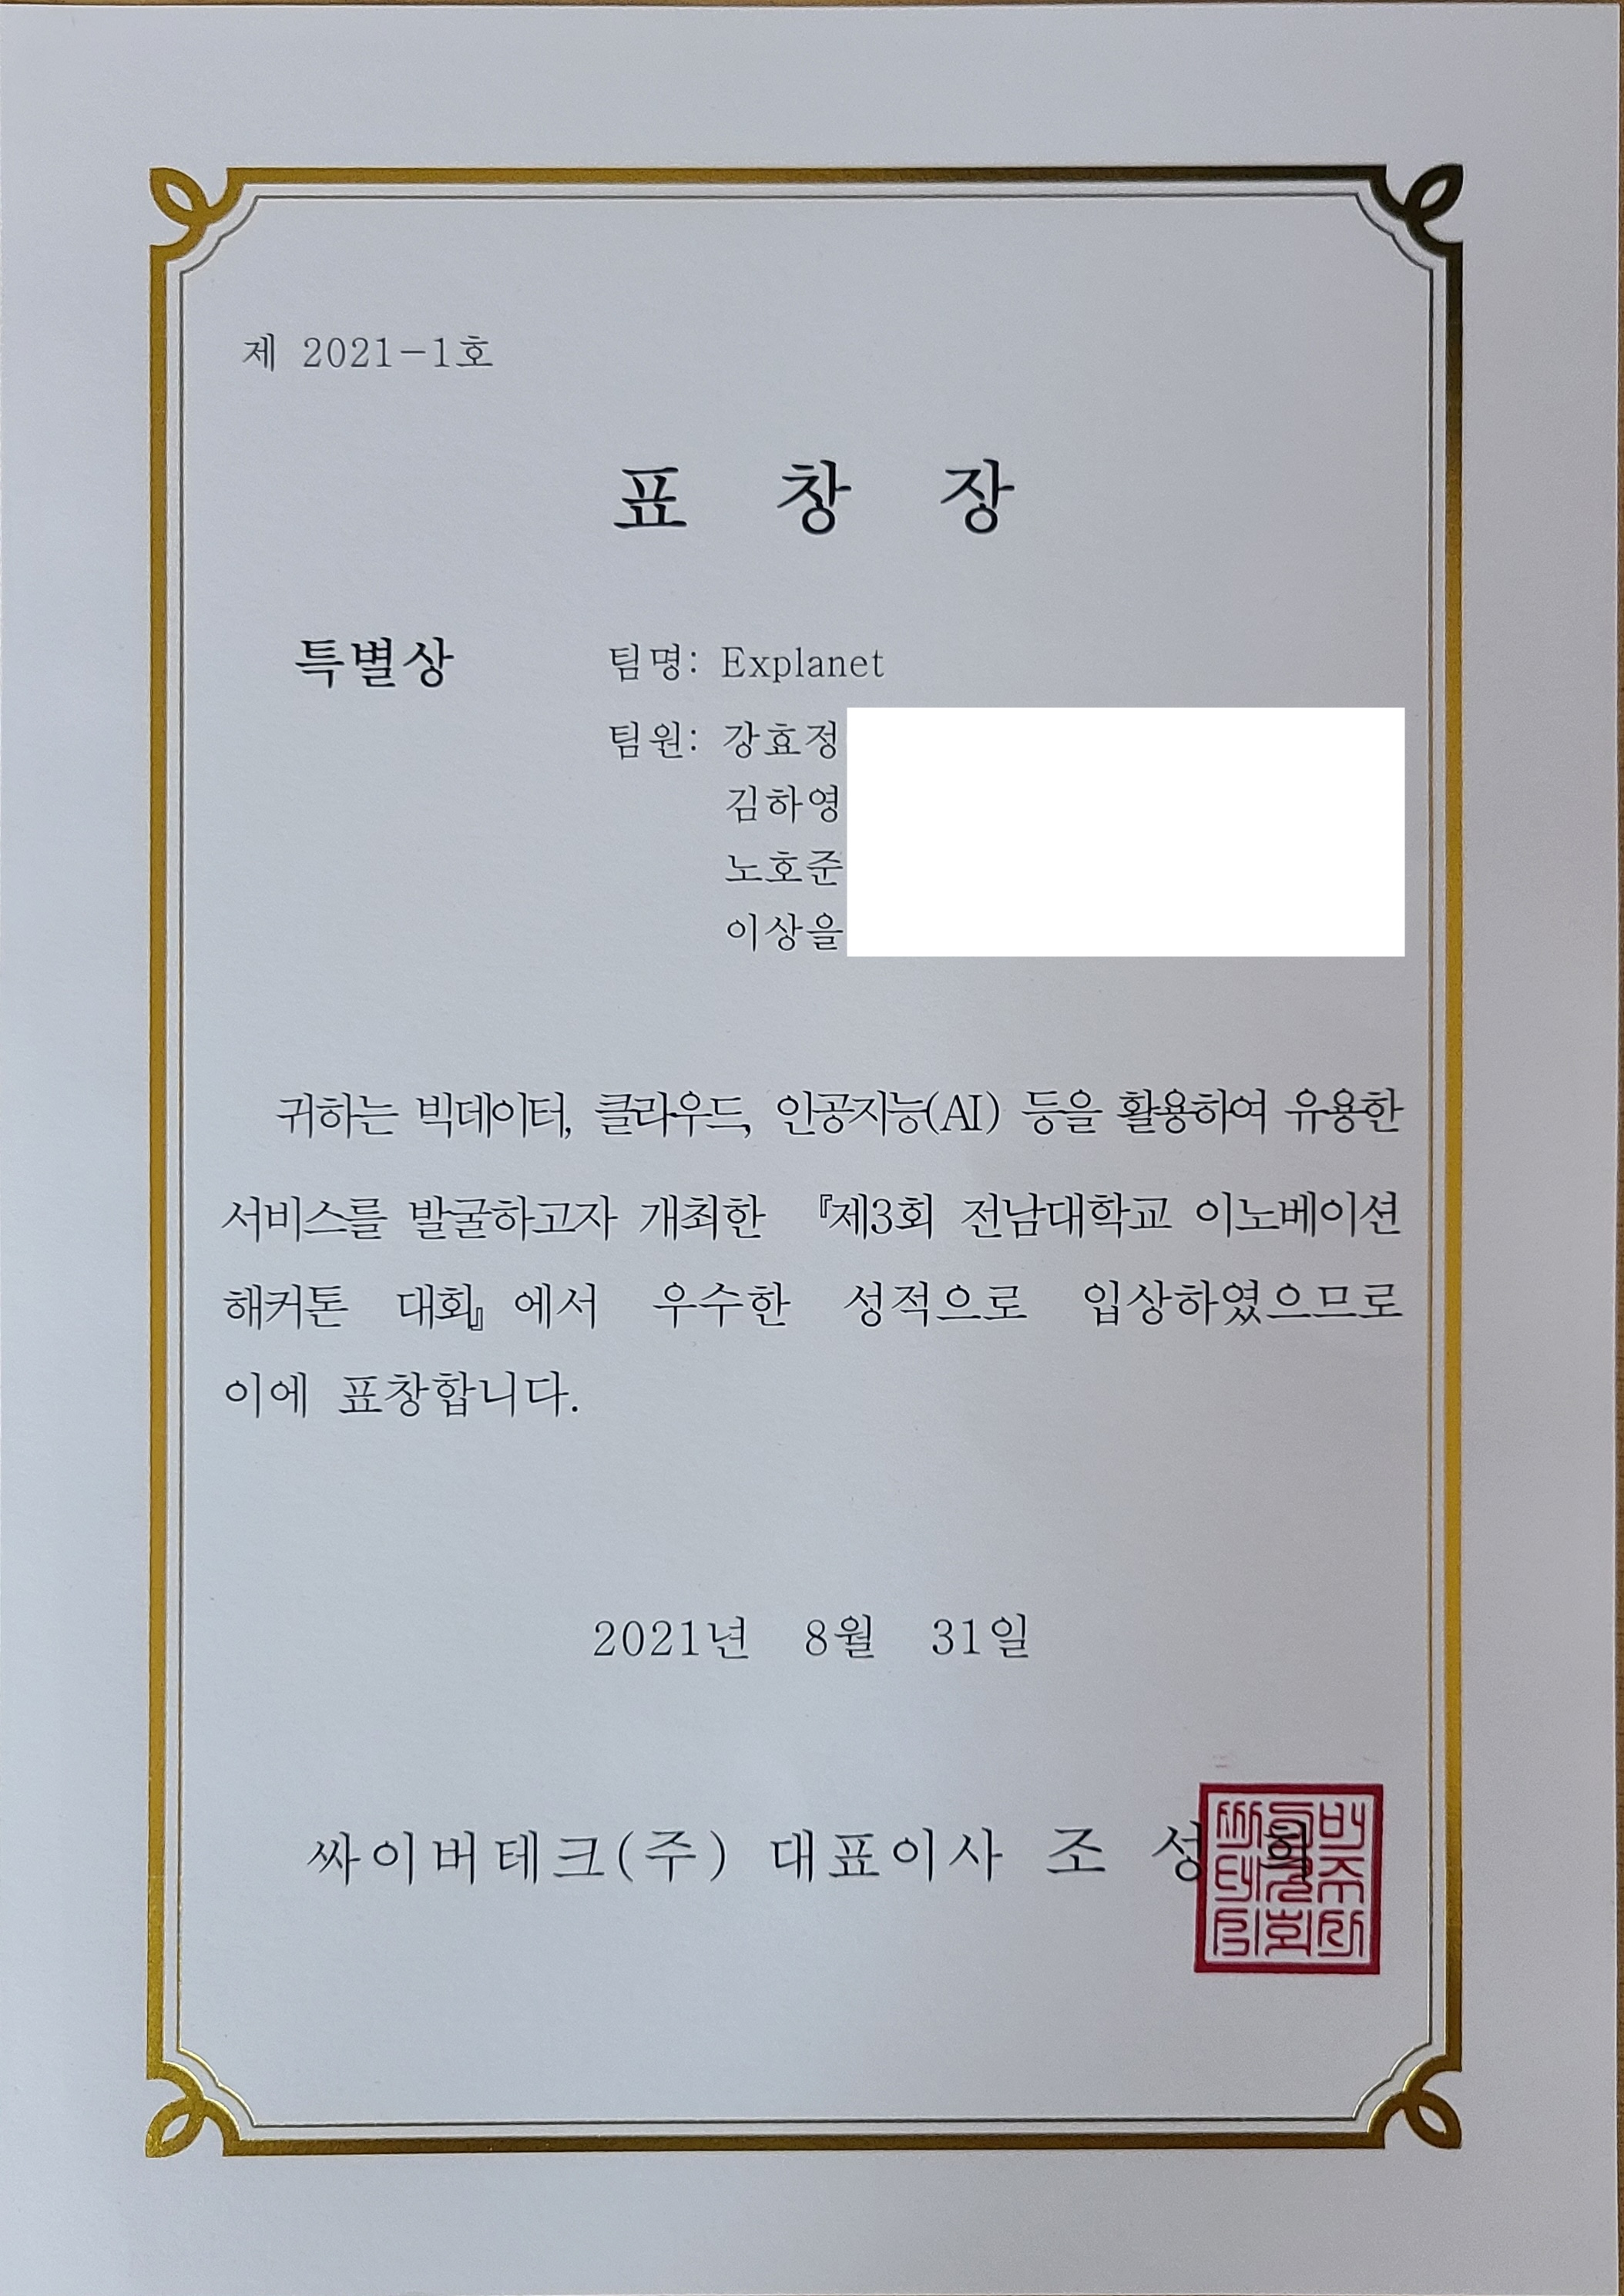 제 2021-1호
표 창 장
특별상 팀명: Explanet
팀원: 강효정
김하영
노호준
이상을
귀하는 빅데이터, 클라우드, 인공지능(AI) 등을 활용하여 유용한
서비스를 발굴하고자 개최한 『제3회 전남대학교 이노베이션
해커톤 대회』에서 우수한 성적으로 입상하였으므로
이에 표창합니다.
2021년 8월 31일
싸이버테크(주) 대표이사 조 성 희